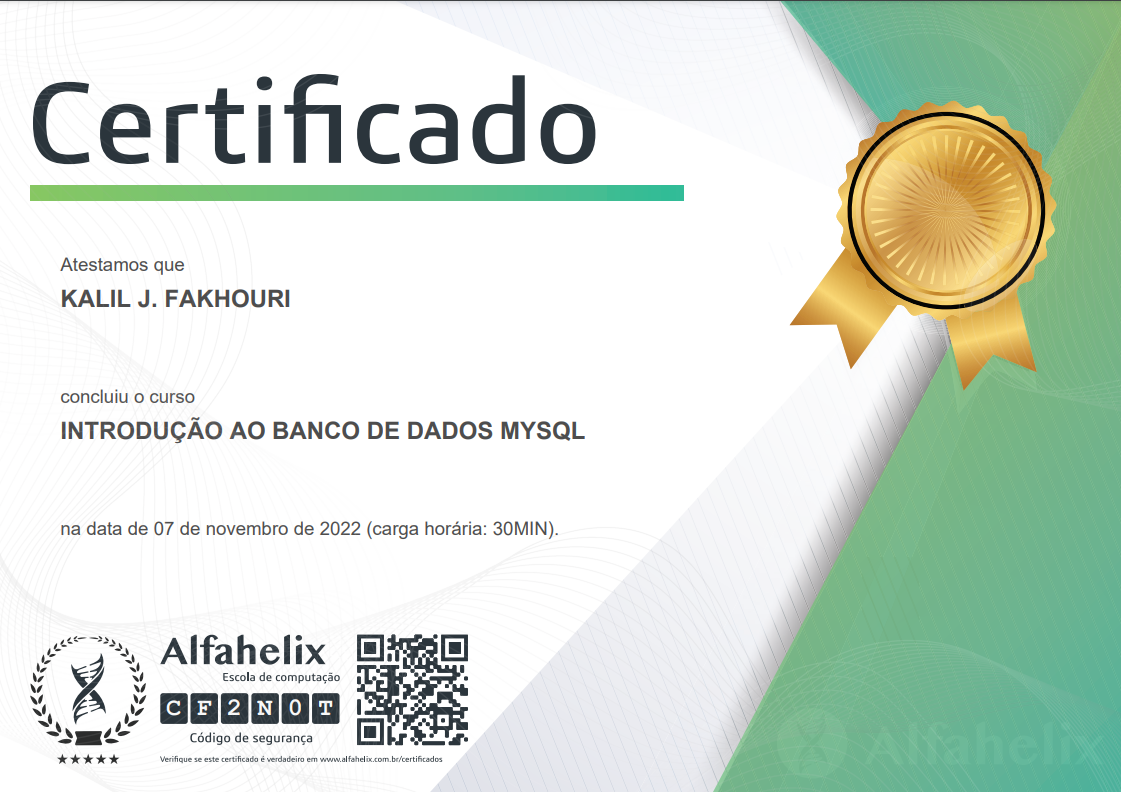 Certificado
Atestamos que
KALIL J. FAKHOURI
concluiu o curso
INTRODUÇÃO AO BANCO DE DADOS MYSQL
na data de 07 de novembro de 2022 (carga horária: 30MIN).
Alfahelix
Escola de computação
CF2N0T
Código de segurança
Verifique se este certificado é verdadeiro em www.alfahelix.com.br/certificados
Alfahelix